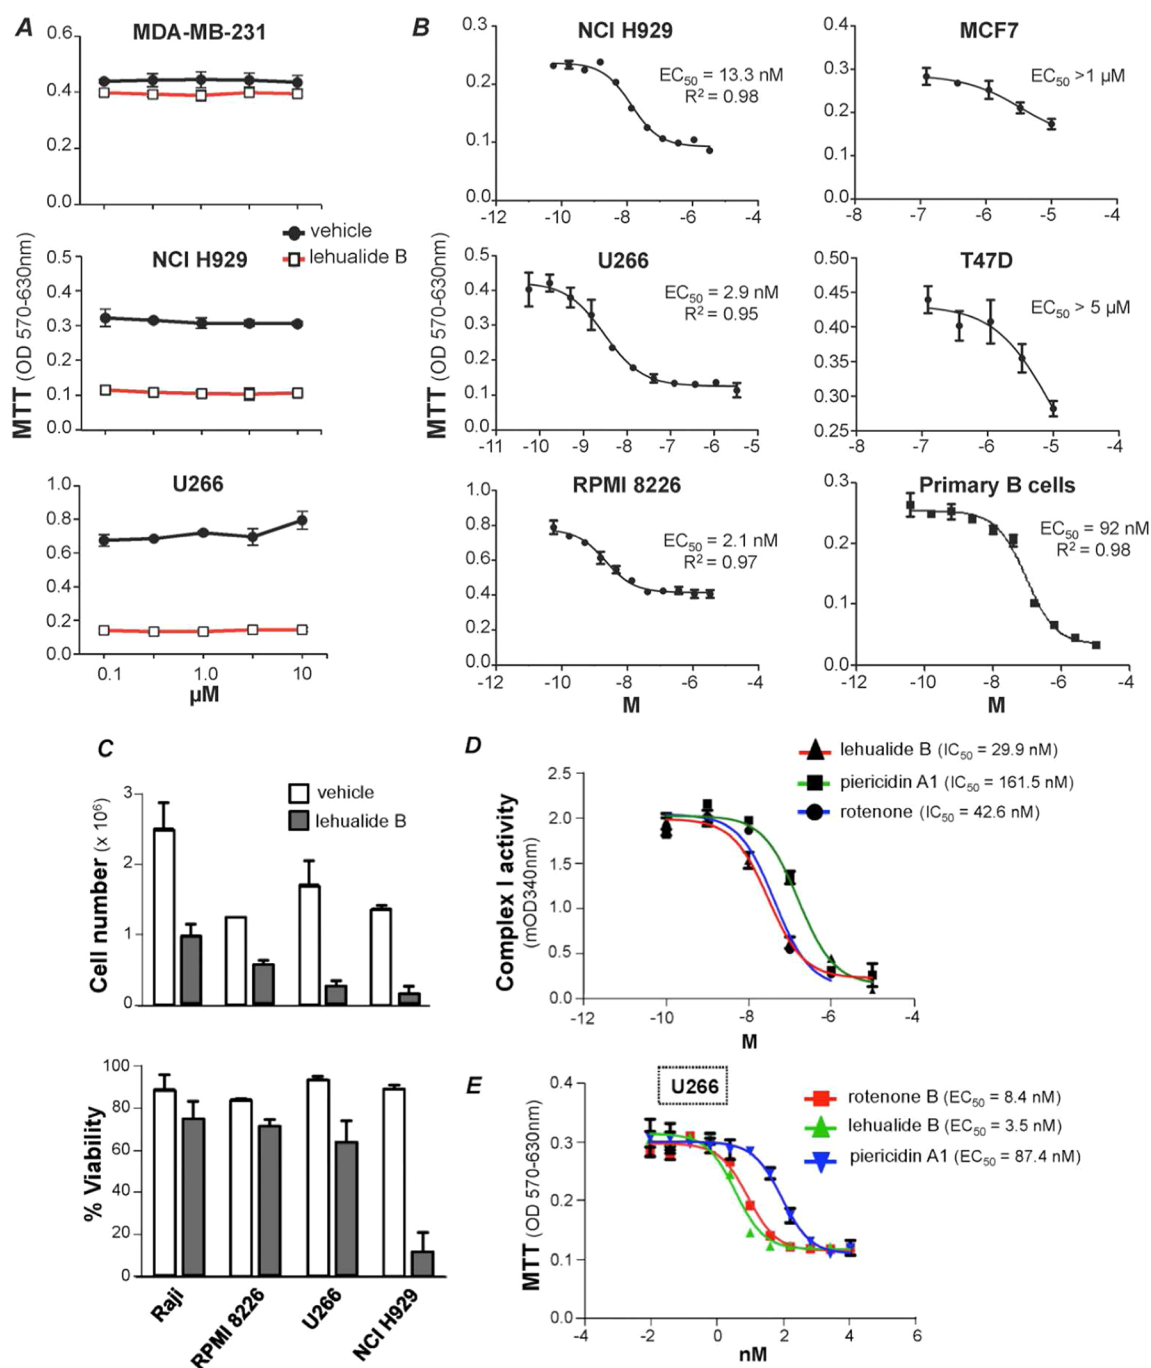 A
MDA-MB-231
0.6
0.4
0.2
0.0
vehicle
lehualide B
NCI H929
0.5
0.4
0.3
0.2
0.1
0.0
U266
1.0
0.8
0.6
0.4
0.2
0.0
0.1 1.0 10
µM
MTT (OD 570-630nm)
B
NCI H929
0.3
0.2
0.1
0.0
EC50 = 13.3 nM
R2 = 0.98
-12 -10 -8 -6 -4
MCF7
0.4
0.3
0.2
0.1
0.0
EC50 >1 µM
-8 -7 -6 -5 -4
U266
0.5
0.4
0.3
0.2
0.1
0.0
EC50 = 2.9 nM
R2 = 0.95
-11 -10 -9 -8 -7 -6 -5
T47D
0.50
0.45
0.40
0.35
0.30
0.25
EC50 > 5 µM
-8 -7 -6 -5 -4
MTT (OD 570-630nm)
RPMI 8226
1.0
0.8
0.6
0.4
0.2
0.0
EC50 = 2.1 nM
R2 = 0.97
-12 -10 -8 -6 -4
M
Primary B cells
0.3
0.2
0.1
0.0
EC50 = 92 nM
R2 = 0.98
-12 -10 -8 -6 -4
M
C
vehicle
lehualide B
3
2
1
0
Cell number (x 10⁶)
100
80
60
40
20
0
% Viability
Raji
RPMI 8226
U266
NCI H929
D
lehualide B (IC50 = 29.9 nM)
piericidin A1 (IC50 = 161.5 nM)
rotenone (IC50 = 42.6 nM)
2.5
2.0
1.5
1.0
0.5
0.0
Complex I activity
(mOD340nm)
-12 -10 -8 -6 -4
M
E
U266
rotenone B (EC50 = 8.4 nM)
lehualide B (EC50 = 3.5 nM)
piericidin A1 (EC50 = 87.4 nM)
0.4
0.3
0.2
0.1
0.0
MTT (OD 570-630nm)
-4 -2 0 2 4 6
nM